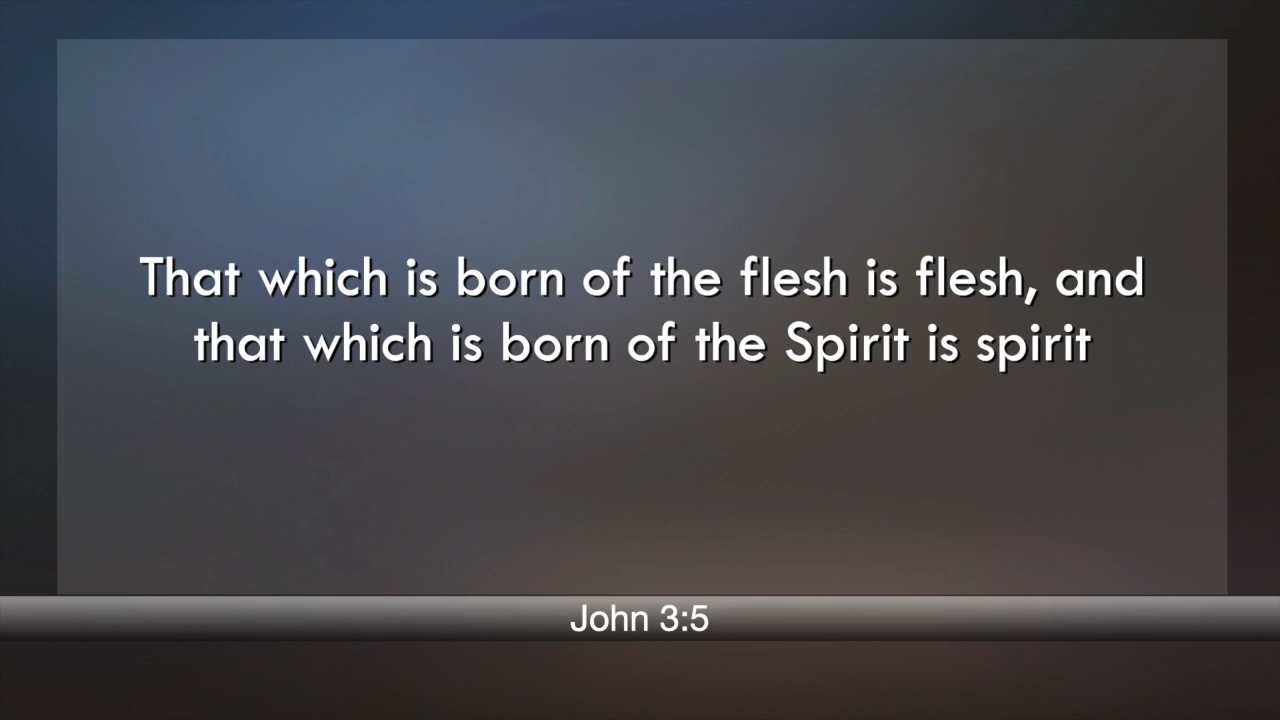 That which is born of the flesh is flesh, and
that which is born of the Spirit is spirit
John 3:5